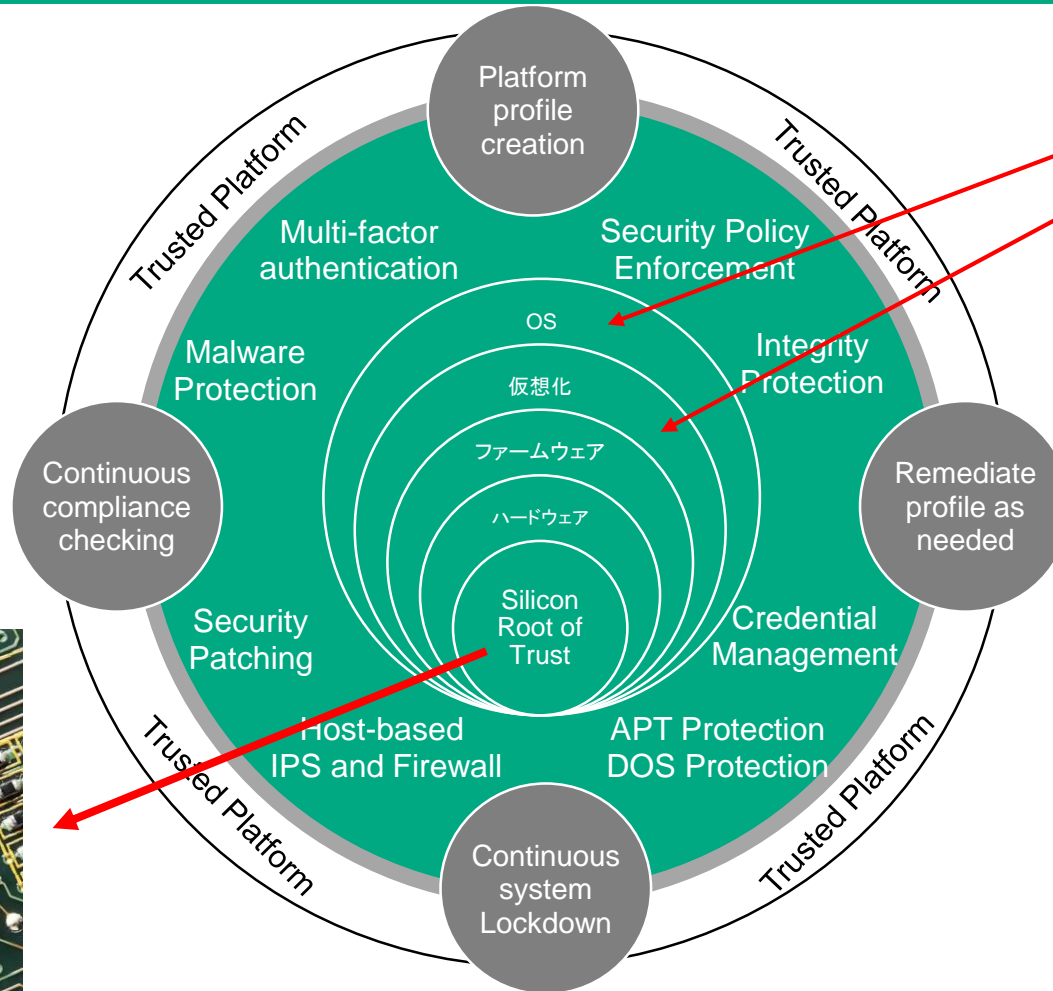 Platform
profile
creation
Trusted Platform
Trusted Platform
Multi-factor
authentication
Security Policy
Enforcement
OS
Malware
Protection
Integrity
Protection
仮想化
ファームウェア
Continuous
compliance
checking
ハードウェア
Remediate
profile as
needed
Silicon
Root of
Trust
Security
Patching
Credential
Management
Host-based
IPS and Firewall
APT Protection
DOS Protection
Trusted Platform
Trusted Platform
Continuous
system
Lockdown